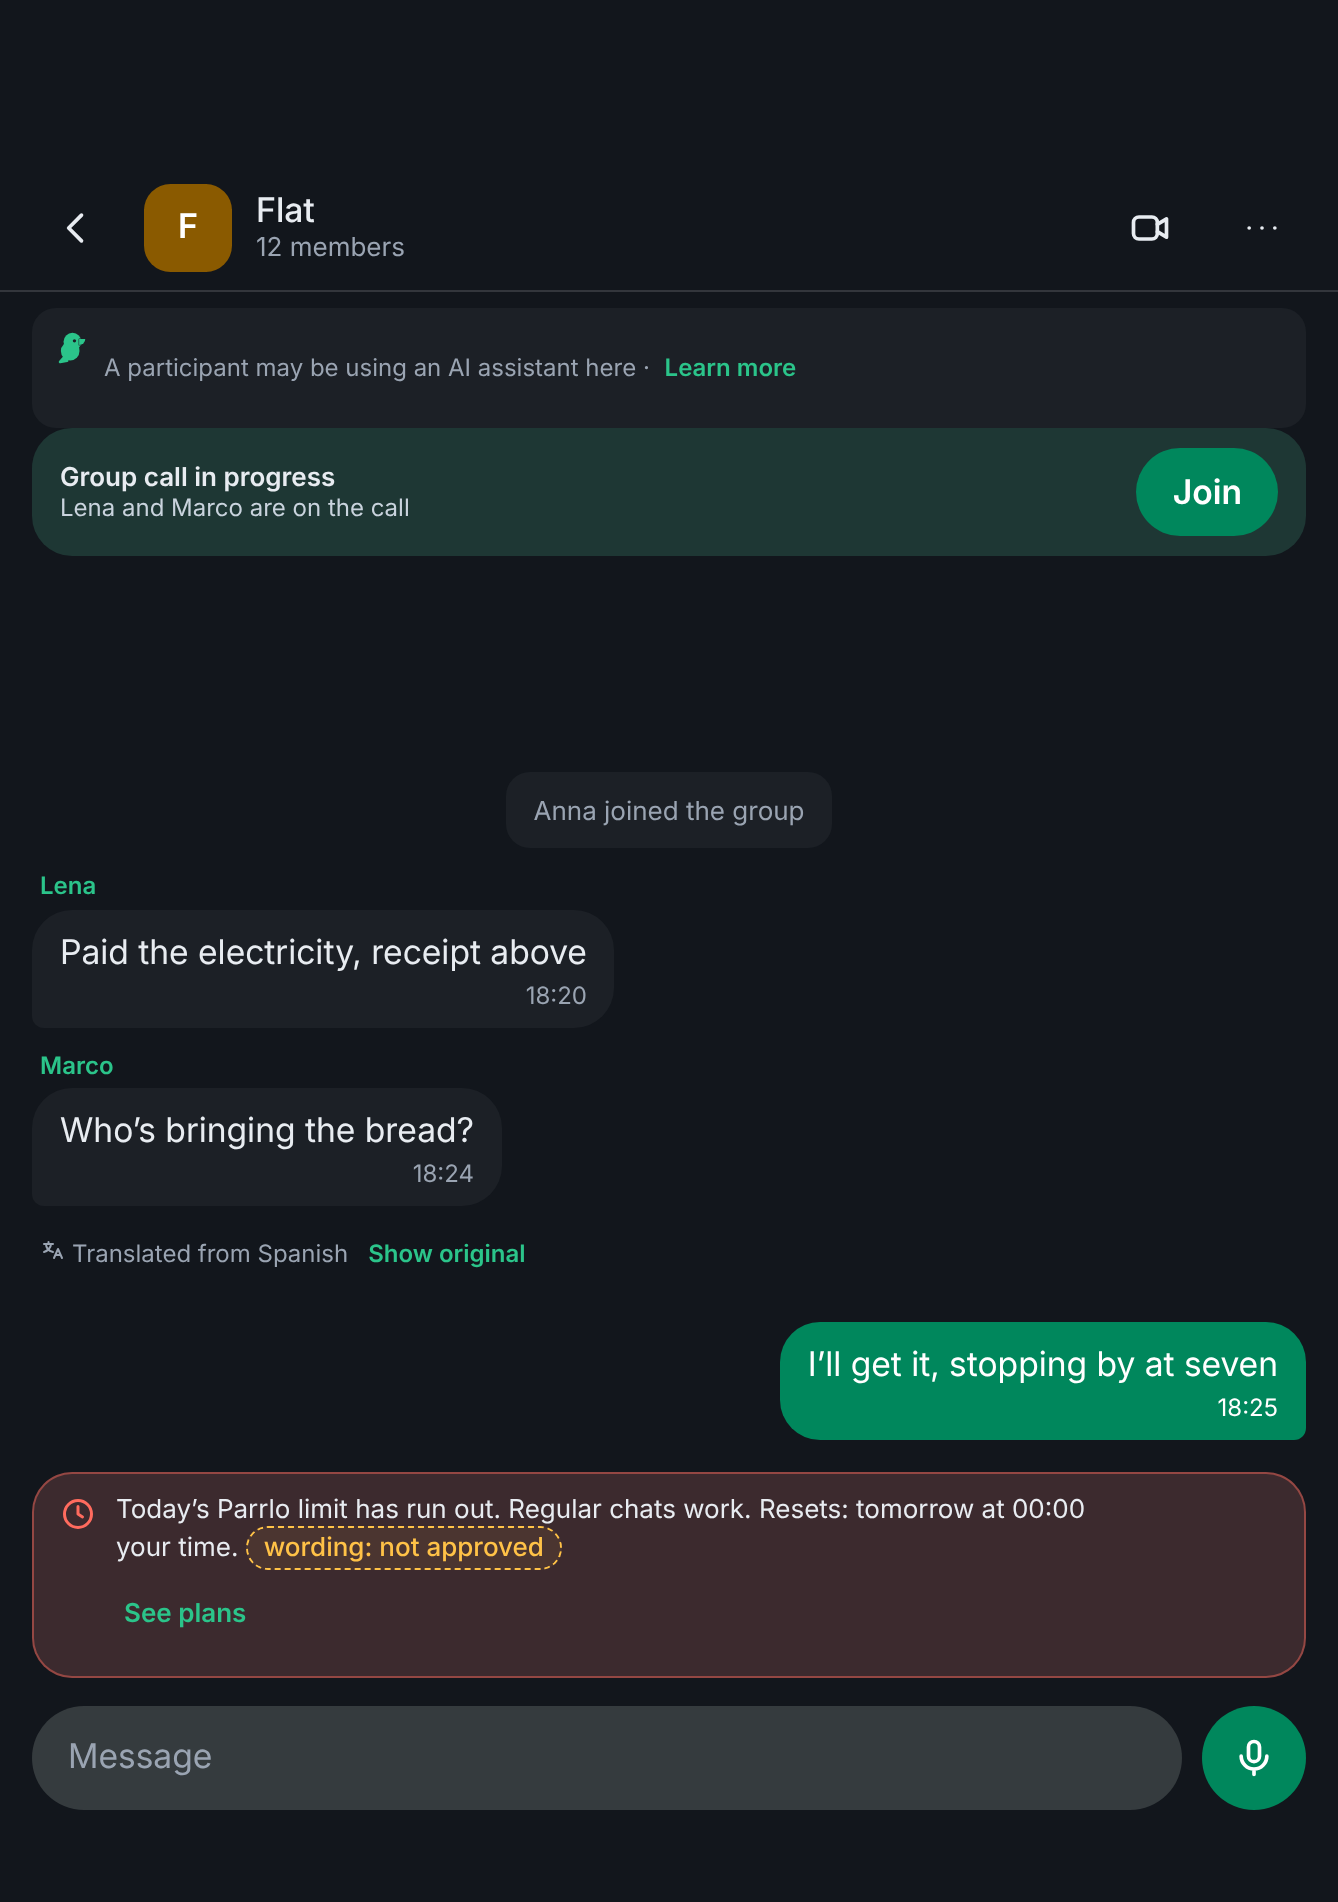 F
Flat
12 members
A participant may be using an AI assistant here · Learn more
Group call in progress
Lena and Marco are on the call
Join
Anna joined the group
Lena
Paid the electricity, receipt above
18:20
Marco
Who’s bringing the bread?
18:24
Translated from Spanish Show original
I’ll get it, stopping by at seven
18:25
Today’s Parrlo limit has run out. Regular chats work. Resets: tomorrow at 00:00
your time. wording: not approved
See plans
Message